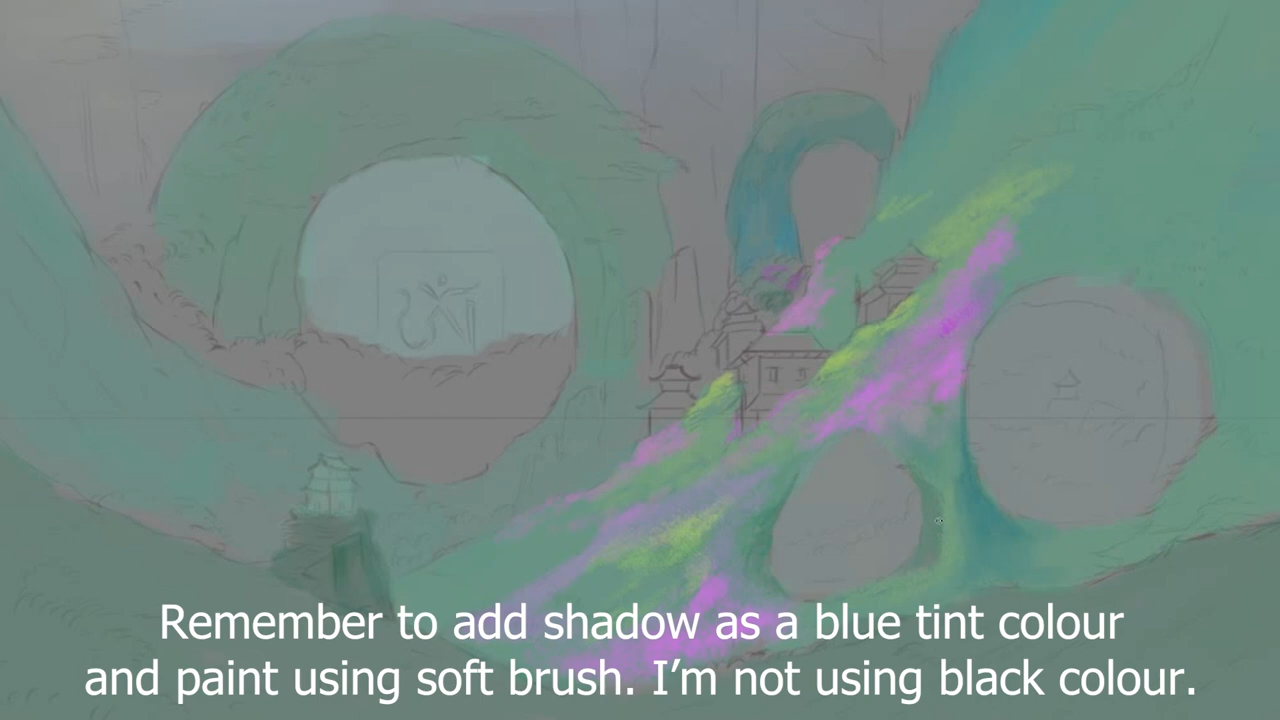 Remember to add shadow as a blue tint colour
and paint using soft brush. I’m not using black colour.